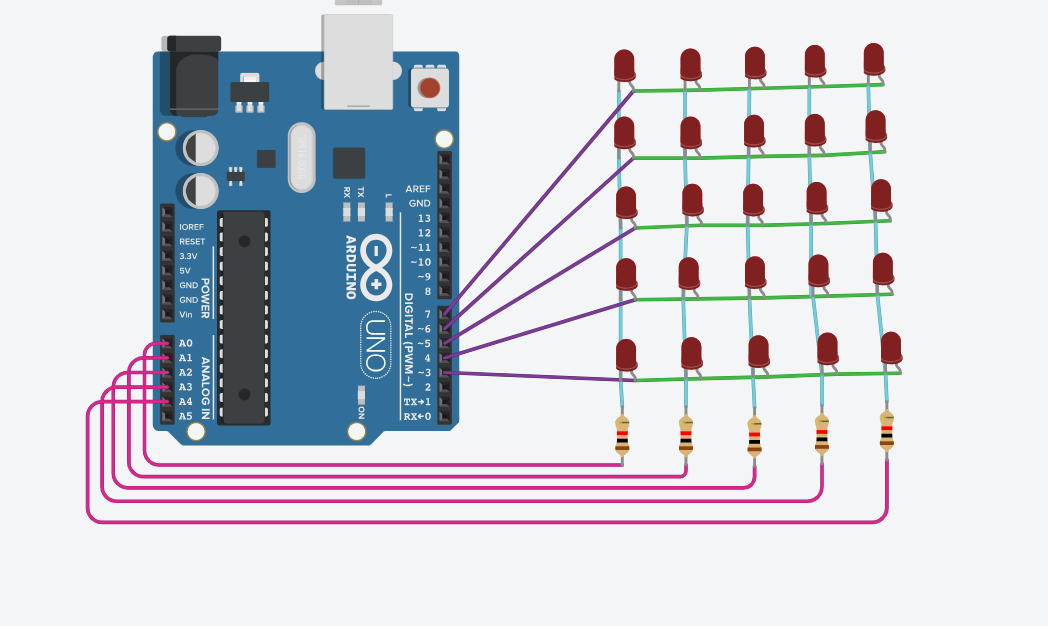 AREF
GND
13
12
~11
~10
~9
8
7
~6
~5
4
~3
2
TX→1
RX←0
DIGITAL (PWM~)
IOREF
RESET
3.3V
5V
GND
GND
Vin
POWER
A0
A1
A2
A3
A4
A5
ANALOG IN
RX
TX
L
ARDUINO
UNO
ON